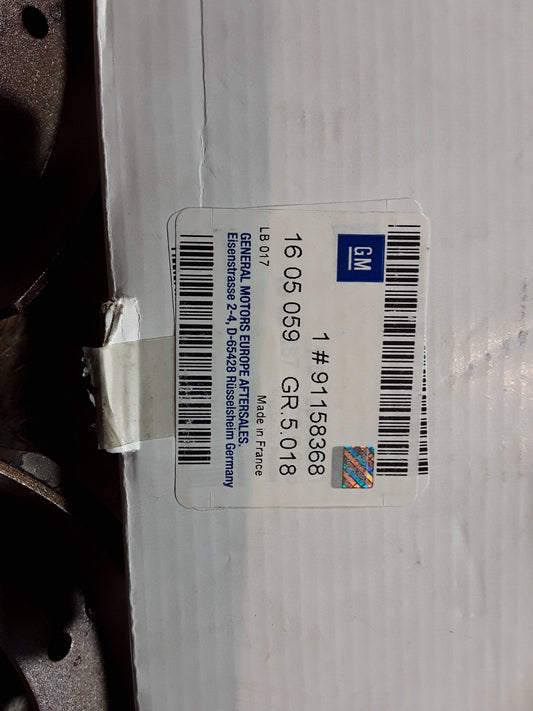 GM
1 # 91158368
16 05 059 GR.5.018
LB 017
Made in France
GENERAL MOTORS EUROPE AFTERSALES.
Eisenstrasse 2-4, D-65428 Rüsselsheim Germany